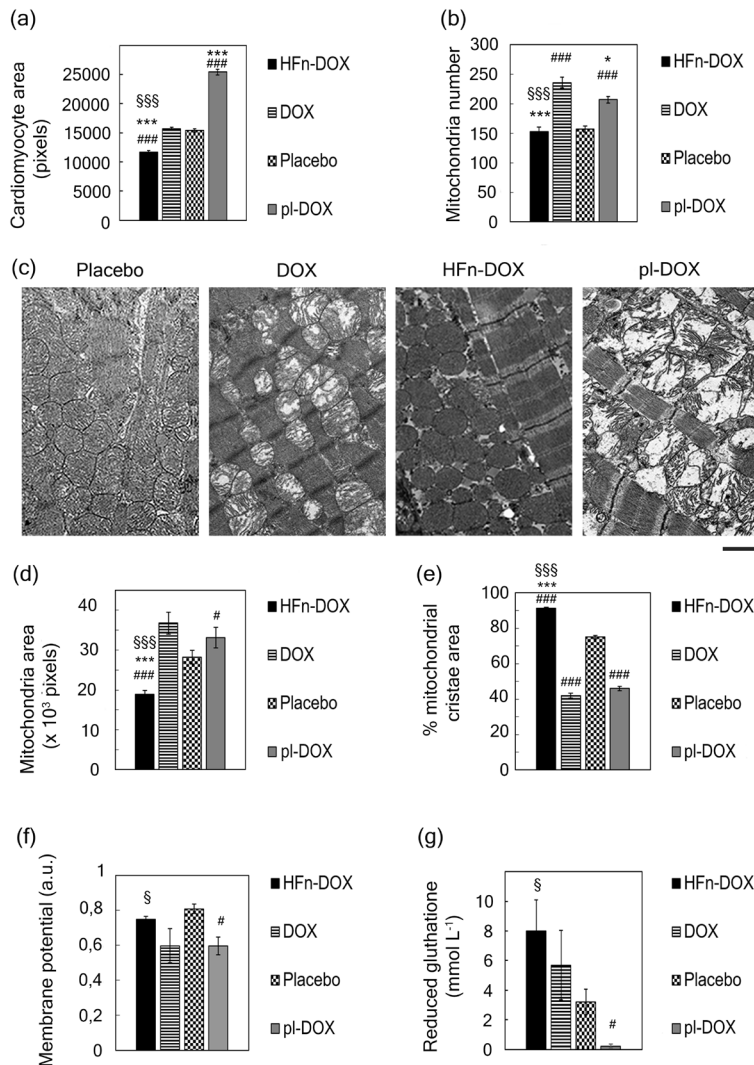 (a)
Cardiomyocyte area
(pixels)
25000
20000
15000
10000
5000
0
§§§
***
###
***
###
HFn-DOX
DOX
Placebo
pl-DOX
(b)
Mitochondria number
300
250
200
150
100
50
0
§§§
***
###
*
###
HFn-DOX
DOX
Placebo
pl-DOX
(c)
Placebo
DOX
HFn-DOX
pl-DOX
(d)
Mitochondria area
(x 10³ pixels)
40
30
20
10
0
§§§
***
###
#
HFn-DOX
DOX
Placebo
pl-DOX
(e)
% mitochondrial
cristae area
100
80
60
40
20
0
§§§
***
###
###
###
HFn-DOX
DOX
Placebo
pl-DOX
(f)
Membrane potential (a.u.)
1
0,8
0,6
0,4
0,2
0
§
#
HFn-DOX
DOX
Placebo
pl-DOX
(g)
Reduced gluthatione
(mmol L⁻¹)
10
8
6
4
2
0
§
#
HFn-DOX
DOX
Placebo
pl-DOX